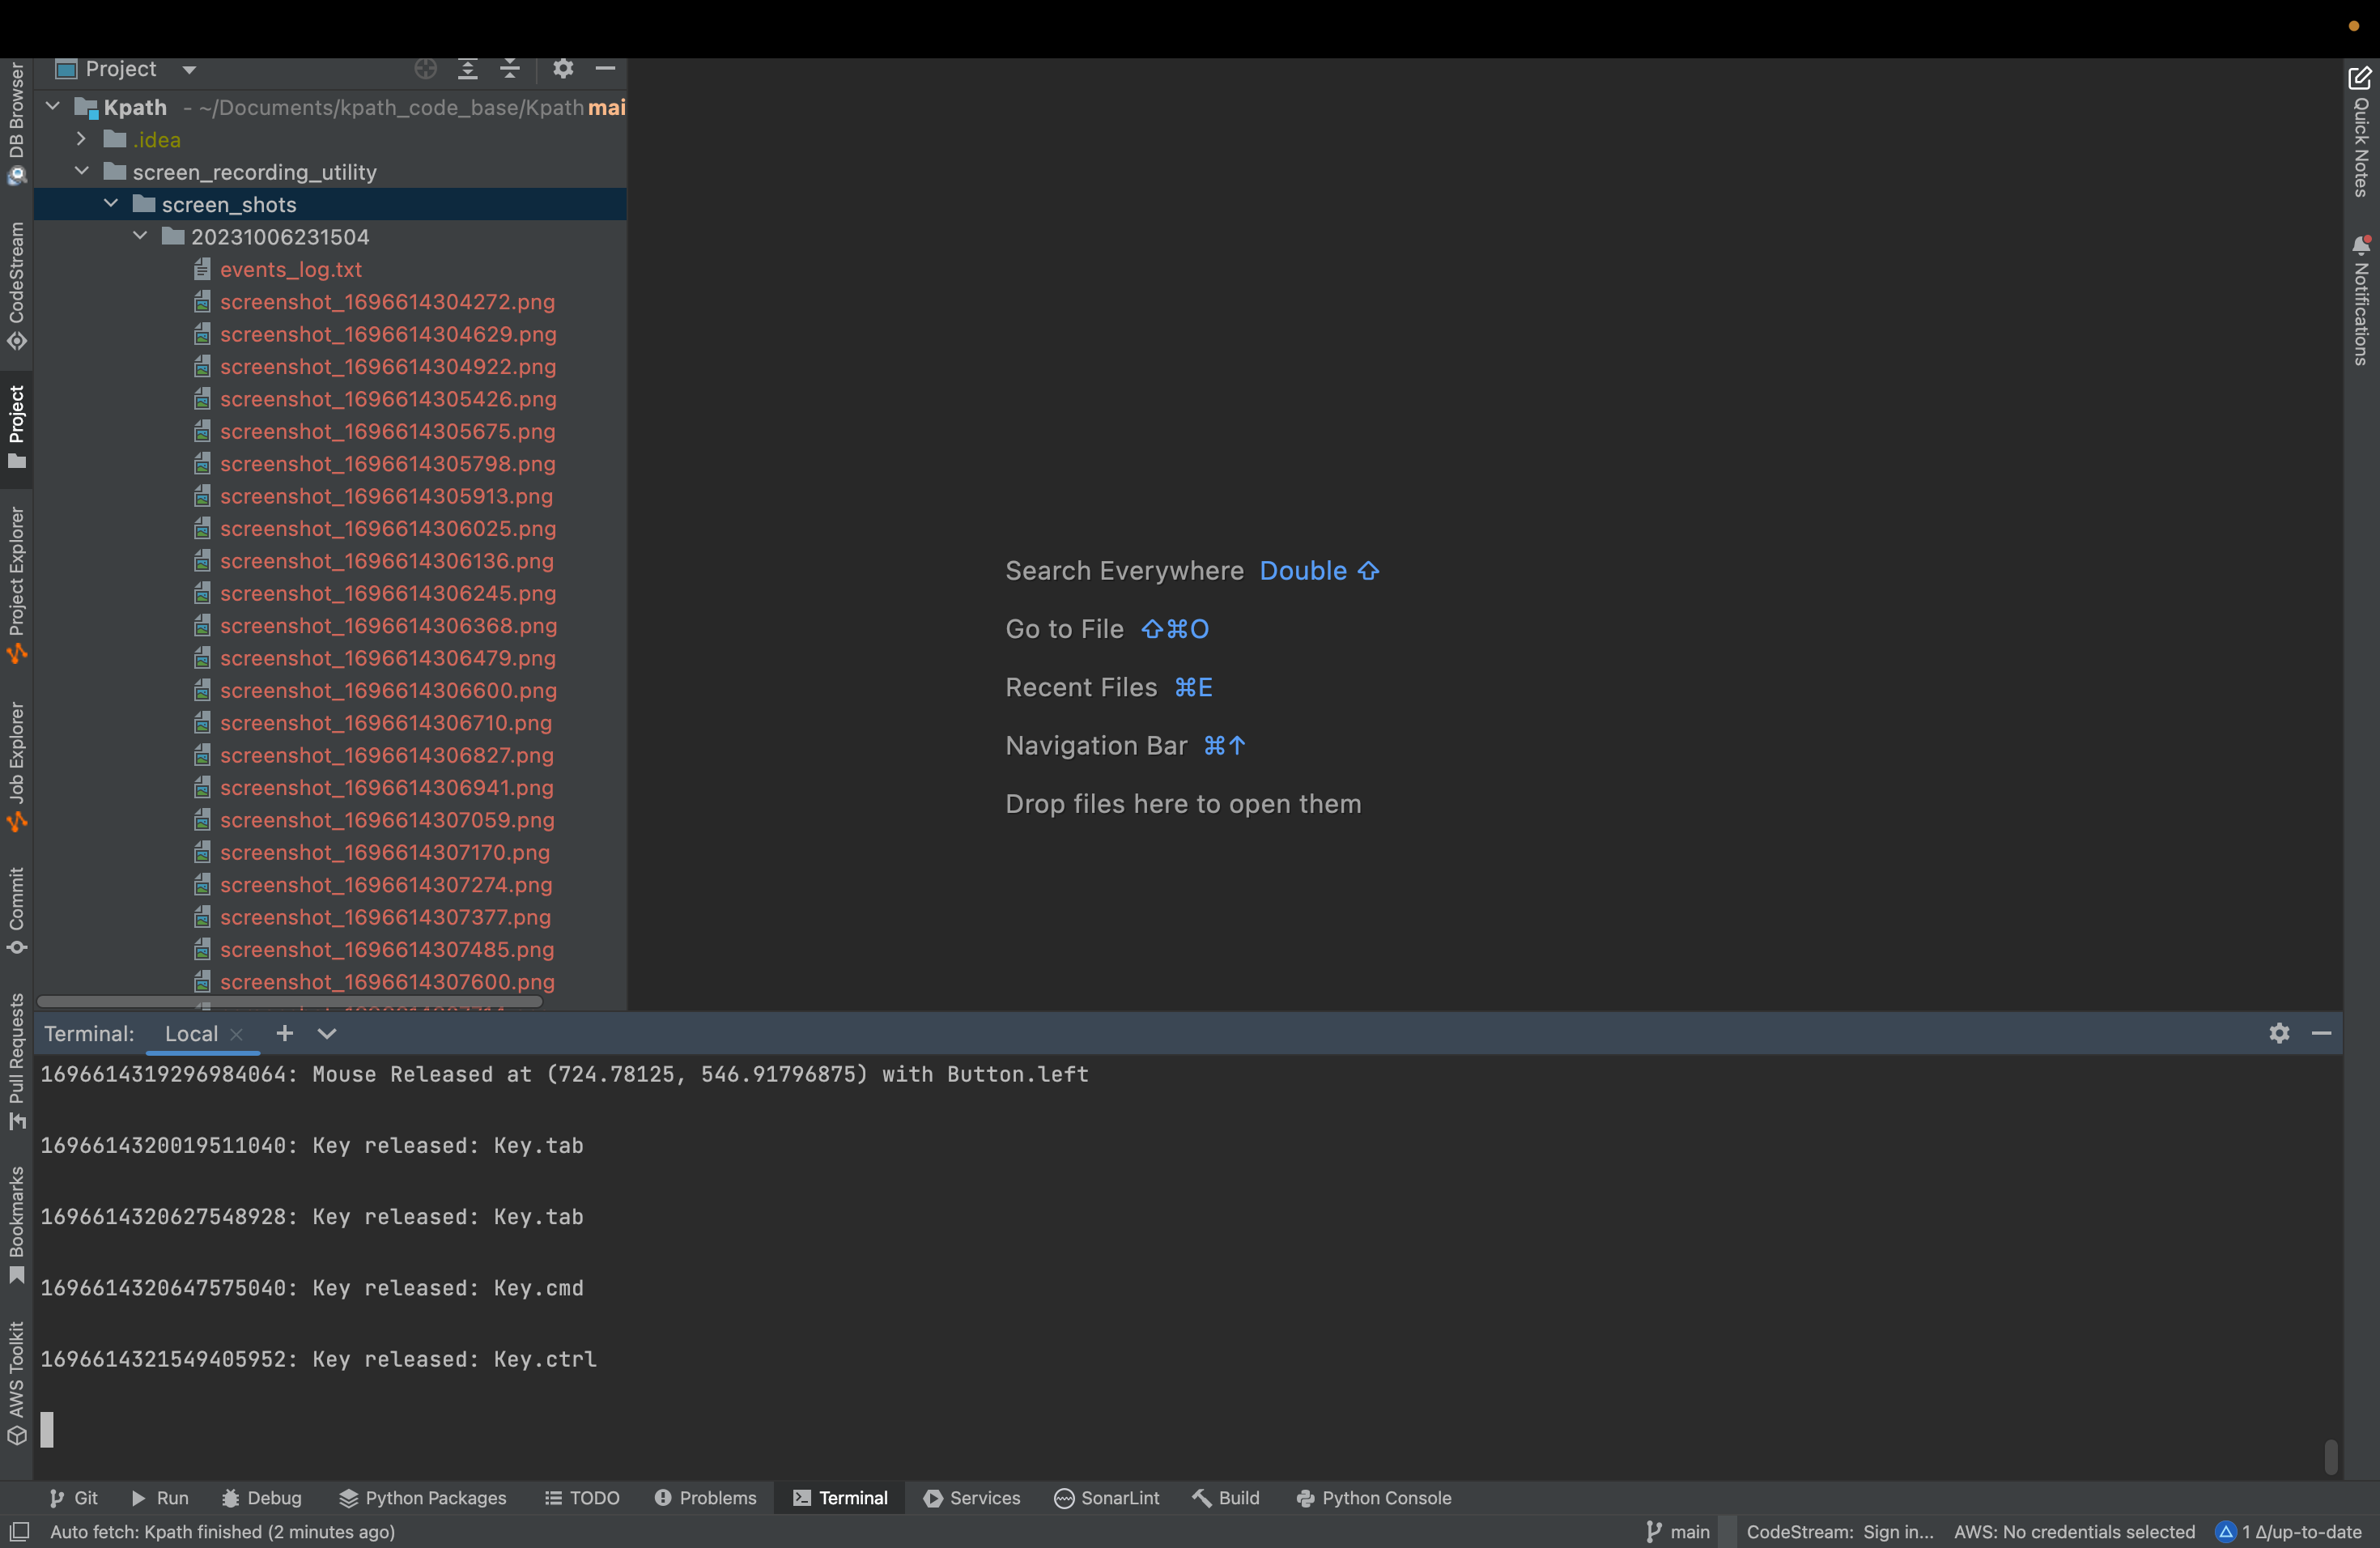 Project
Kpath - ~/Documents/kpath_code_base/Kpath mai
.idea
screen_recording_utility
screen_shots
20231006231504
events_log.txt
screenshot_1696614304272.png
screenshot_1696614304629.png
screenshot_1696614304922.png
screenshot_1696614305426.png
screenshot_1696614305675.png
screenshot_1696614305798.png
screenshot_1696614305913.png
screenshot_1696614306025.png
screenshot_1696614306136.png
screenshot_1696614306245.png
screenshot_1696614306368.png
screenshot_1696614306479.png
screenshot_1696614306600.png
screenshot_1696614306710.png
screenshot_1696614306827.png
screenshot_1696614306941.png
screenshot_1696614307059.png
screenshot_1696614307170.png
screenshot_1696614307274.png
screenshot_1696614307377.png
screenshot_1696614307485.png
screenshot_1696614307600.png
DB Browser
CodeStream
Project
Project Explorer
Job Explorer
Commit
Pull Requests
Bookmarks
AWS Toolkit
Search Everywhere Double ⇧
Go to File ⇧⌘O
Recent Files ⌘E
Navigation Bar ⌘↑
Drop files here to open them
Quick Notes
Notifications
Terminal: Local
1696614319296984064: Mouse Released at (724.78125, 546.91796875) with Button.left
1696614320019511040: Key released: Key.tab
1696614320627548928: Key released: Key.tab
1696614320647575040: Key released: Key.cmd
1696614321549405952: Key released: Key.ctrl
Git Run Debug Python Packages TODO Problems Terminal Services SonarLint Build Python Console
Auto fetch: Kpath finished (2 minutes ago) main CodeStream: Sign in... AWS: No credentials selected 1 Δ/up-to-date